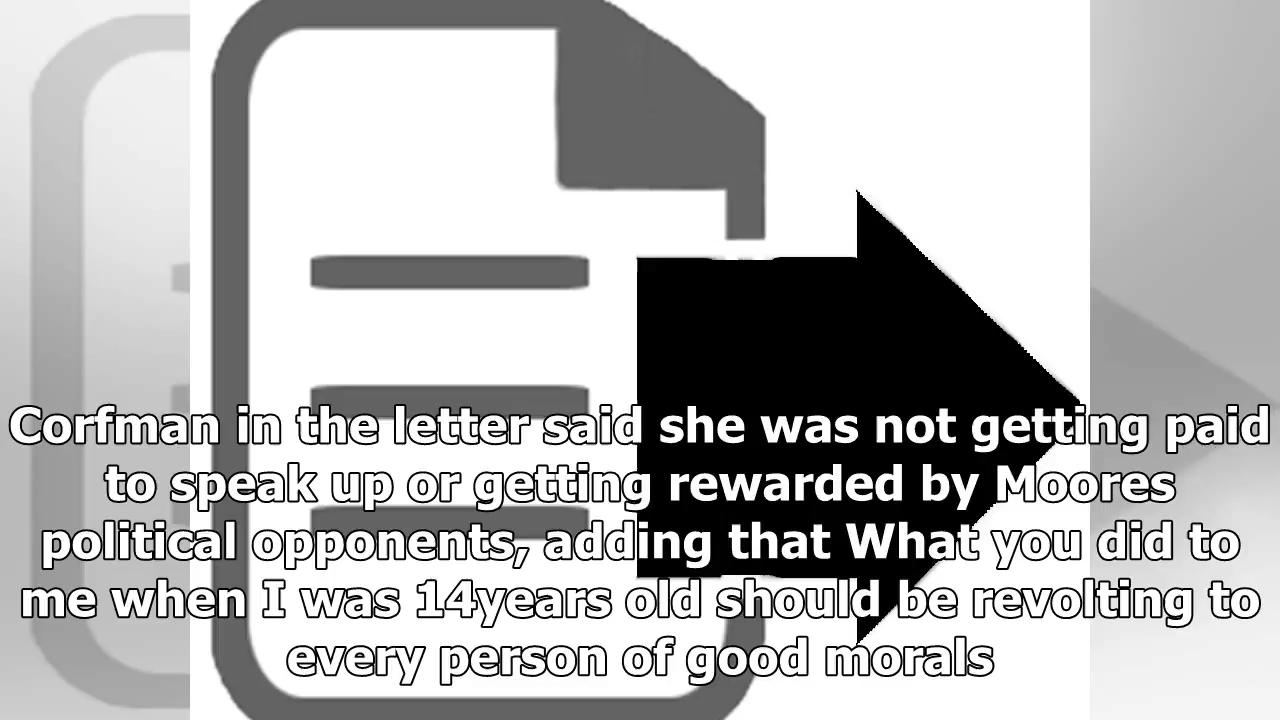 Corfman in the letter said she was not getting paid
to speak up or getting rewarded by Moores
political opponents, adding that What you did to
me when I was 14years old should be revolting to
every person of good morals